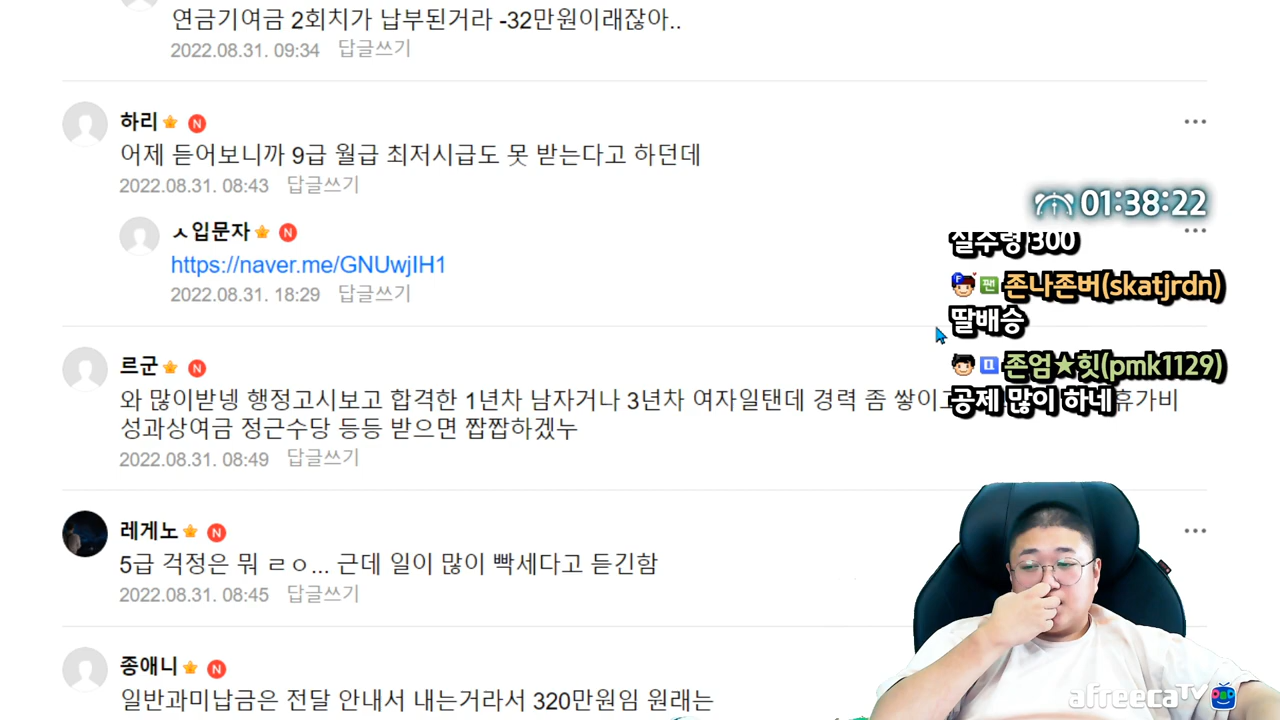 연금기여금 2회치가 납부된거라 -32만원이래잖아..
2022.08.31. 09:34 답글쓰기
하리 N
어제 듣어보니까 9급 월급 최저시급도 못 받는다고 하던데
2022.08.31. 08:43 답글쓰기
ㅅ입문자 N
https://naver.me/GNUwjIH1
2022.08.31. 18:29 답글쓰기
르군 N
와 많이받넹 행정고시보고 합격한 1년차 남자거나 3년차 여자일탠데 경력 좀 쌓이고 휴가비
성과상여금 정근수당 등등 받으면 짭짭하겠누
2022.08.31. 08:49 답글쓰기
레게노 N
5급 걱정은 뭐 ㄹㅇ... 근데 일이 많이 빡세다고 듣긴함
2022.08.31. 08:45 답글쓰기
종애니 N
일반과미납금은 전달 안내서 내는거라서 320만원임 원래는
01:38:22
실수령 300
팬 존나존버(skatjrdn)
딸배승
존엄★힛(pmk1129)
공제 많이 하네
afreecaTV